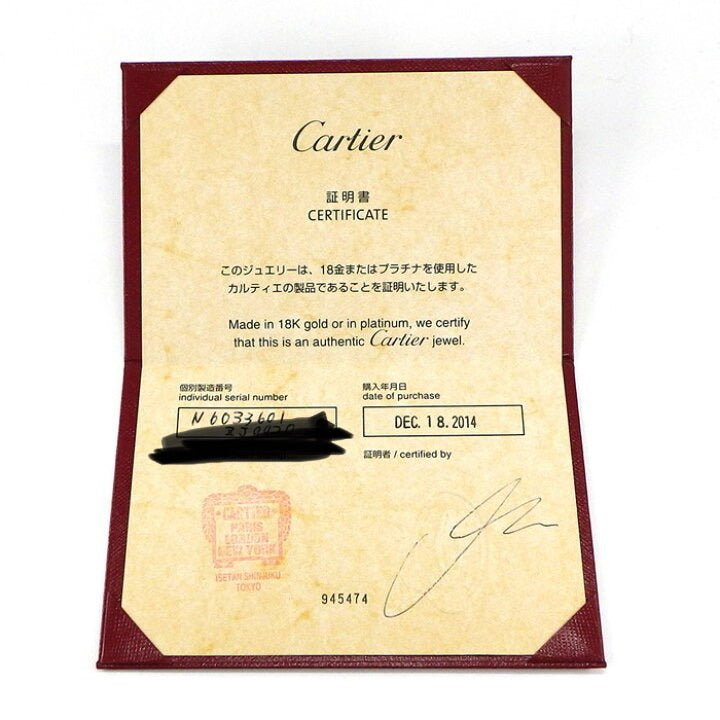 Cartier
証明書
CERTIFICATE
このジュエリーは、18金またはプラチナを使用した
カルティエの製品であることを証明いたします。
Made in 18K gold or in platinum, we certify
that this is an authentic Cartier jewel.
個別製造番号
individual serial number
N6033601
購入年月日
date of purchase
DEC. 18. 2014
証明者 / certified by
CARTIER
PARIS
LONDON
NEW YORK
ISETAN SHINJUKU
TOKYO
945474